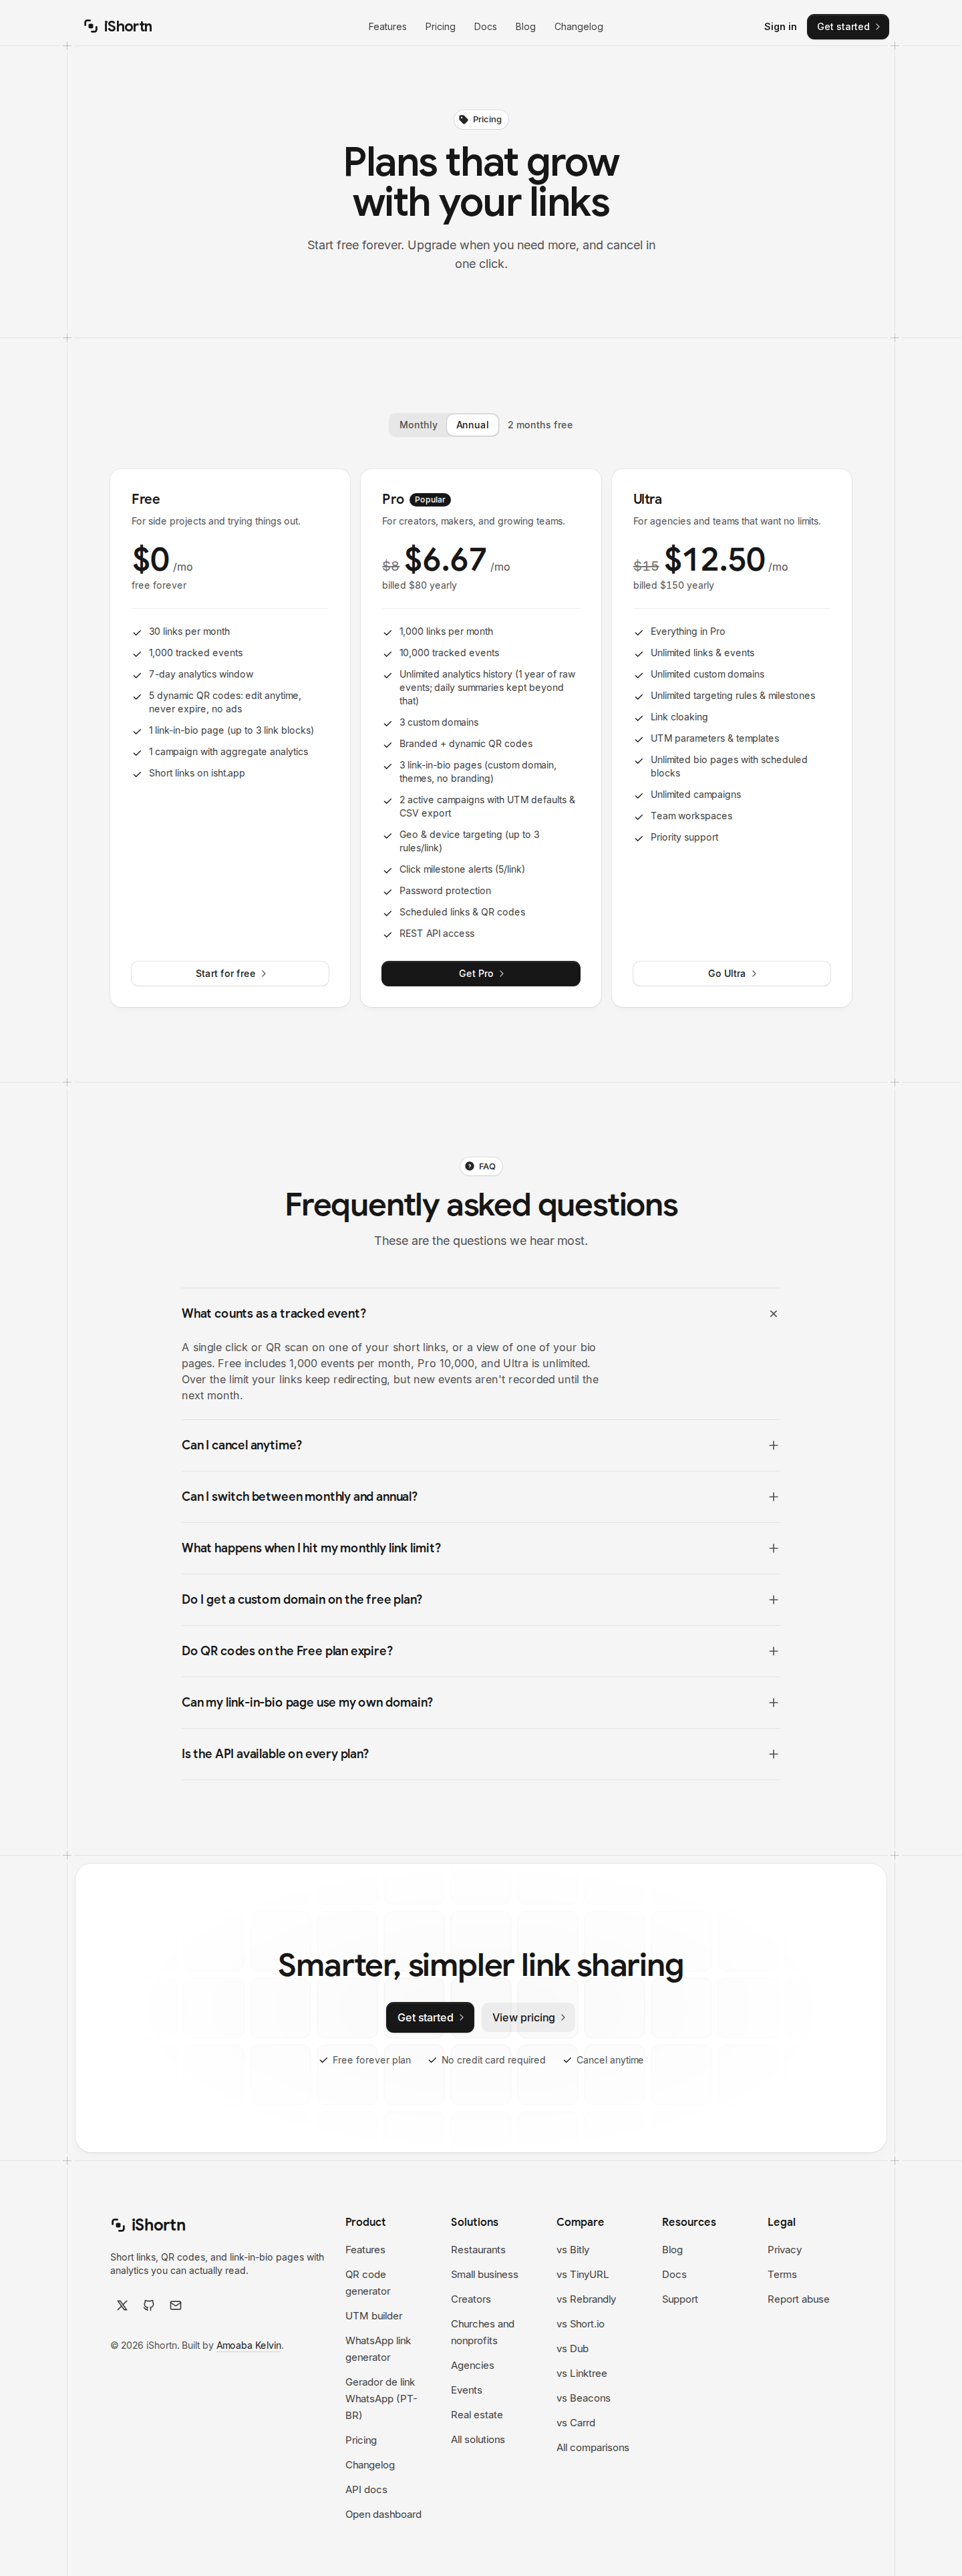 iShortn
Features
Pricing
Docs
Blog
Changelog
Sign in
Get started
Pricing
Plans that grow
with your links
Start free forever. Upgrade when you need more, and cancel in
one click.
Monthly
Annual
2 months free
Free
For side projects and trying things out.
$0 /mo
free forever
30 links per month
1,000 tracked events
7-day analytics window
5 dynamic QR codes: edit anytime,
never expire, no ads
1 link-in-bio page (up to 3 link blocks)
1 campaign with aggregate analytics
Short links on isht.app
Start for free
Pro Popular
For creators, makers, and growing teams.
$8 $6.67 /mo
billed $80 yearly
1,000 links per month
10,000 tracked events
Unlimited analytics history (1 year of raw
events; daily summaries kept beyond
that)
3 custom domains
Branded + dynamic QR codes
3 link-in-bio pages (custom domain,
themes, no branding)
2 active campaigns with UTM defaults &
CSV export
Geo & device targeting (up to 3
rules/link)
Click milestone alerts (5/link)
Password protection
Scheduled links & QR codes
REST API access
Get Pro
Ultra
For agencies and teams that want no limits.
$15 $12.50 /mo
billed $150 yearly
Everything in Pro
Unlimited links & events
Unlimited custom domains
Unlimited targeting rules & milestones
Link cloaking
UTM parameters & templates
Unlimited bio pages with scheduled
blocks
Unlimited campaigns
Team workspaces
Priority support
Go Ultra
FAQ
Frequently asked questions
These are the questions we hear most.
What counts as a tracked event?
A single click or QR scan on one of your short links, or a view of one of your bio
pages. Free includes 1,000 events per month, Pro 10,000, and Ultra is unlimited.
Over the limit your links keep redirecting, but new events aren't recorded until the
next month.
Can I cancel anytime?
Can I switch between monthly and annual?
What happens when I hit my monthly link limit?
Do I get a custom domain on the free plan?
Do QR codes on the Free plan expire?
Can my link-in-bio page use my own domain?
Is the API available on every plan?
Smarter, simpler link sharing
Get started
View pricing
Free forever plan
No credit card required
Cancel anytime
iShortn
Short links, QR codes, and link-in-bio pages with
analytics you can actually read.
© 2026 iShortn. Built by Amoaba Kelvin.
Product
Features
QR code
generator
UTM builder
WhatsApp link
generator
Gerador de link
WhatsApp (PT-
BR)
Pricing
Changelog
API docs
Open dashboard
Solutions
Restaurants
Small business
Creators
Churches and
nonprofits
Agencies
Events
Real estate
All solutions
Compare
vs Bitly
vs TinyURL
vs Rebrandly
vs Short.io
vs Dub
vs Linktree
vs Beacons
vs Carrd
All comparisons
Resources
Blog
Docs
Support
Legal
Privacy
Terms
Report abuse